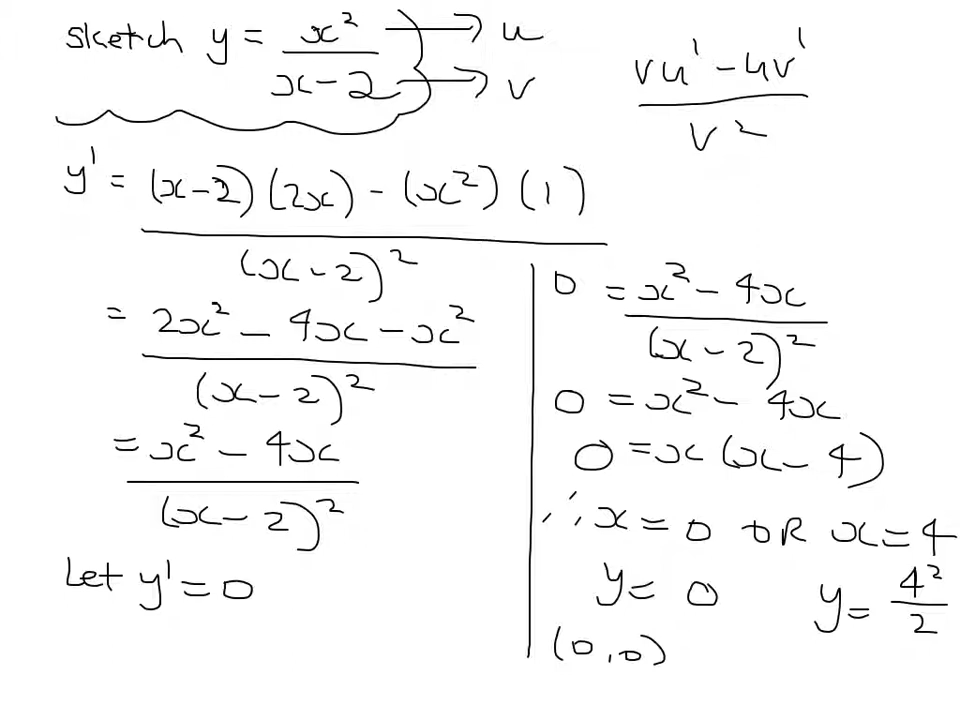 sketch y = x²/(x-2) → u → v
(vu' - uv')/v²
y' = ((x-2)(2x) - (x²)(1))/(x-2)²
= (2x² - 4x - x²)/(x-2)²
= (x² - 4x)/(x-2)²
Let y' = 0
0 = (x² - 4x)/(x-2)²
0 = x² - 4x
0 = x(x-4)
∴ x = 0 OR x = 4
y = 0 y = 4²/2
(0,0)